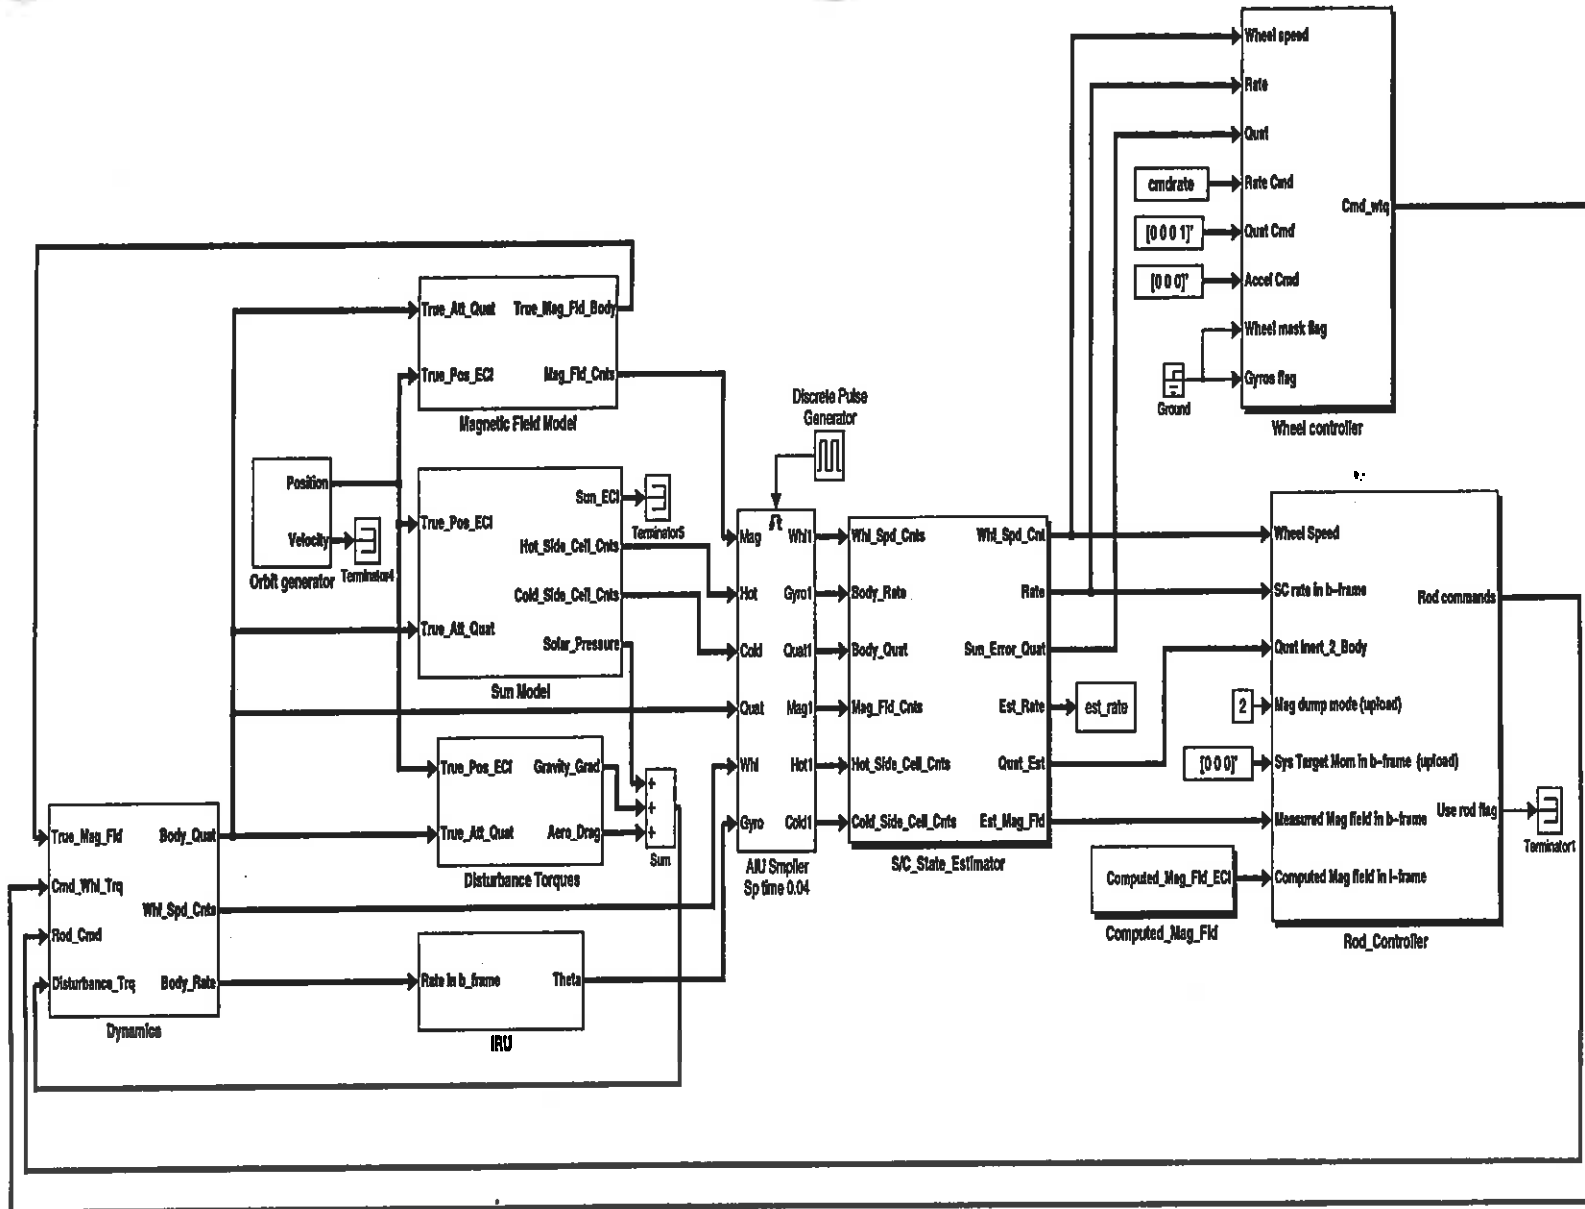 Wheel speed
Rate
Quat
cmdrate
Rate Cmd
Cmd_wtq
[0 0 0 1]'
Quat Cmd
[0 0 0]'
Accel Cmd
Wheel mask flag
Gyros flag
Ground
Wheel controller
True_Att_Quat
True_Mag_Fld_Body
True_Pos_ECI
Mag_Fld_Cnts
Magnetic Field Model
Discrete Pulse
Generator
Position
Velocity
Orbit generator
Terminator4
Sun_ECI
Terminator5
True_Pos_ECI
Hot_Side_Cell_Cnts
Cold_Side_Cell_Cnts
True_Att_Quat
Solar_Pressure
Sun Model
Mag
Whl1
Hot
Gyro1
Cold
Quat1
Quat
Mag1
Whl
Hot1
Gyro
Cold1
AIU Smpller
Sp time 0.04
Whl_Spd_Cnts
Whl_Spd_Cnt
Body_Rate
Rate
Body_Quat
Sun_Error_Quat
Mag_Fld_Cnts
Est_Rate
Hot_Side_Cell_Cnts
Quat_Est
Cold_Side_Cell_Cnts
Est_Mag_Fld
S/C_State_Estimator
est_rate
Wheel Speed
SC rate in b-frame
Rod commands
Quat Inert_2_Body
2
Mag dump mode (upload)
[0 0 0]'
Sys Target Mom in b-frame (upload)
Use rod flag
Measured Mag field in b-frame
Terminator1
Computed_Mag_Fld_ECI
Computed Mag field in i-frame
Computed_Mag_Fld
Rod_Controller
True_Pos_ECI
Gravity_Grad
True_Att_Quat
Aero_Drag
Disturbance Torques
+
+
+
Sum
True_Mag_Fld
Body_Quat
Cmd_Whl_Trq
Whl_Spd_Cnts
Rod_Cmd
Disturbance_Trq
Body_Rate
Dynamics
Rate in b_frame
Theta
IRU